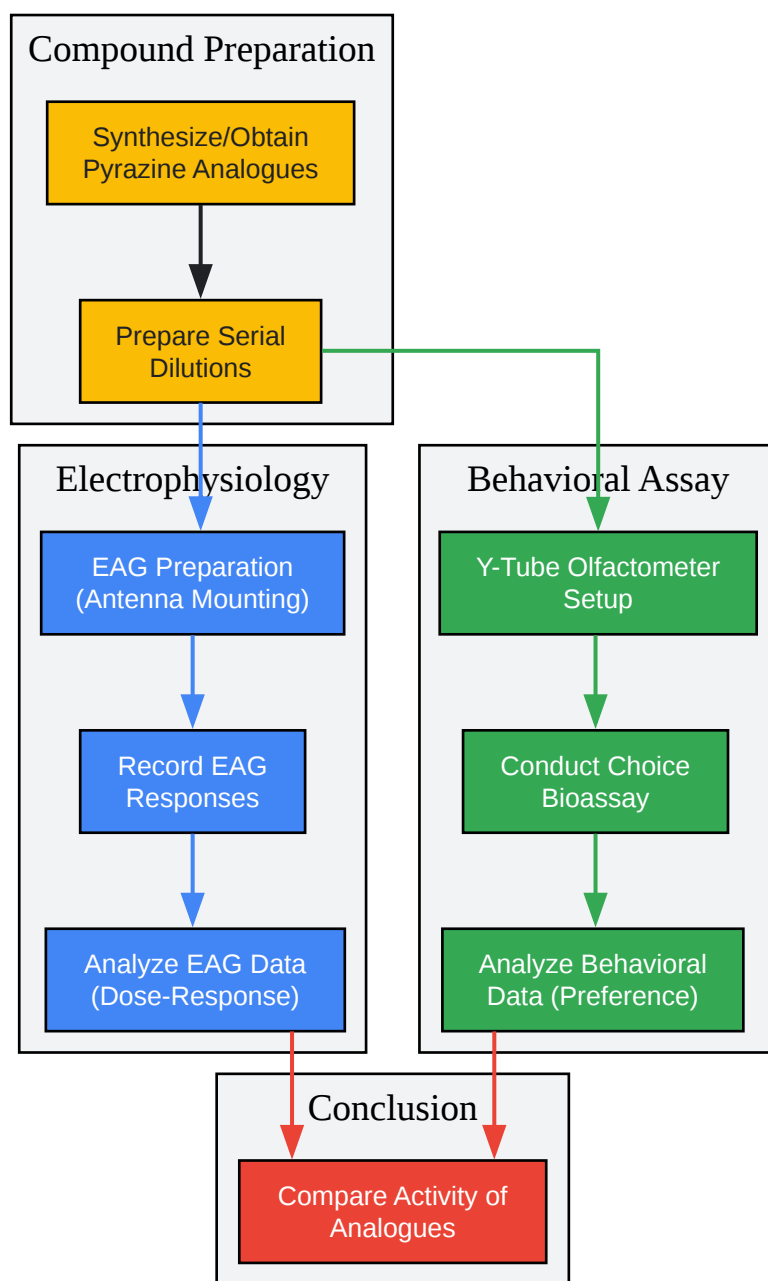 Compound Preparation
Synthesize/Obtain
Pyrazine Analogues
Prepare Serial
Dilutions
Electrophysiology
EAG Preparation
(Antenna Mounting)
Record EAG
Responses
Analyze EAG Data
(Dose-Response)
Behavioral Assay
Y-Tube Olfactometer
Setup
Conduct Choice
Bioassay
Analyze Behavioral
Data (Preference)
Conclusion
Compare Activity of
Analogues